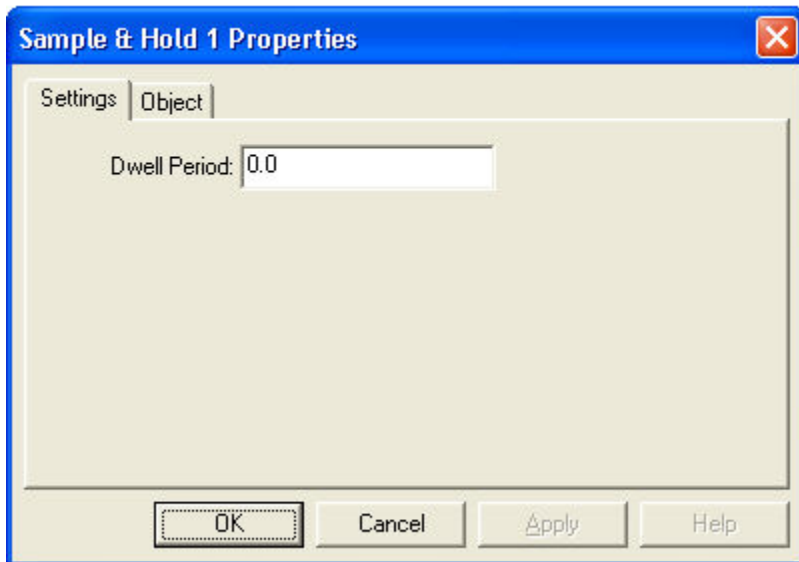 Sample & Hold 1 Properties
Settings Object
Dwell Period: 0.0
OK Cancel Apply Help